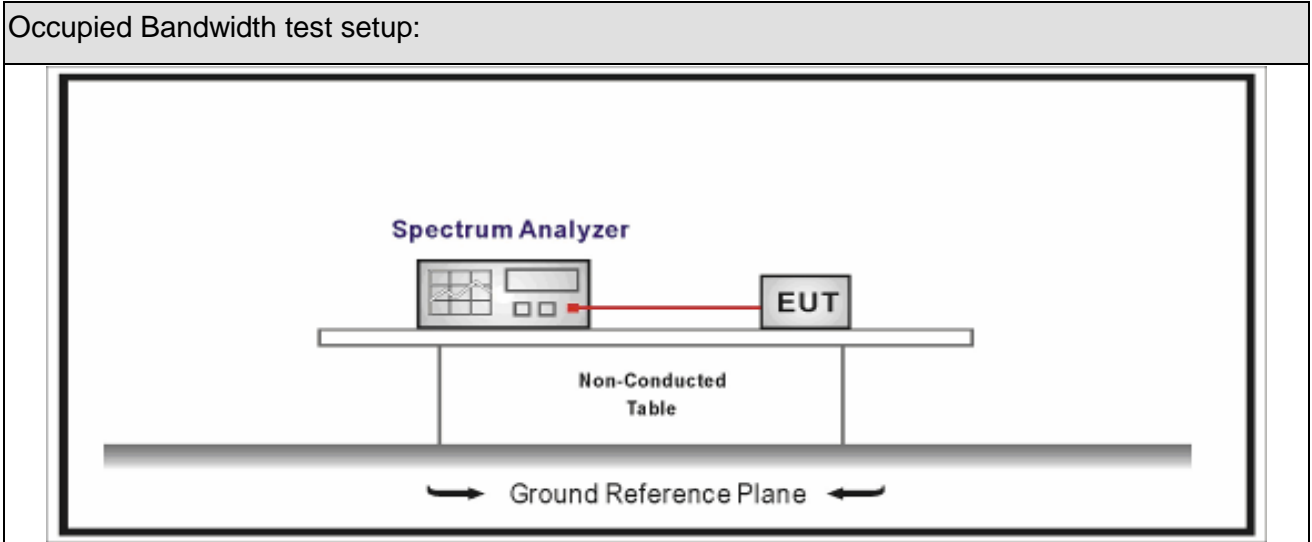 Occupied Bandwidth test setup:
Spectrum Analyzer
EUT
Non-Conducted
Table
Ground Reference Plane